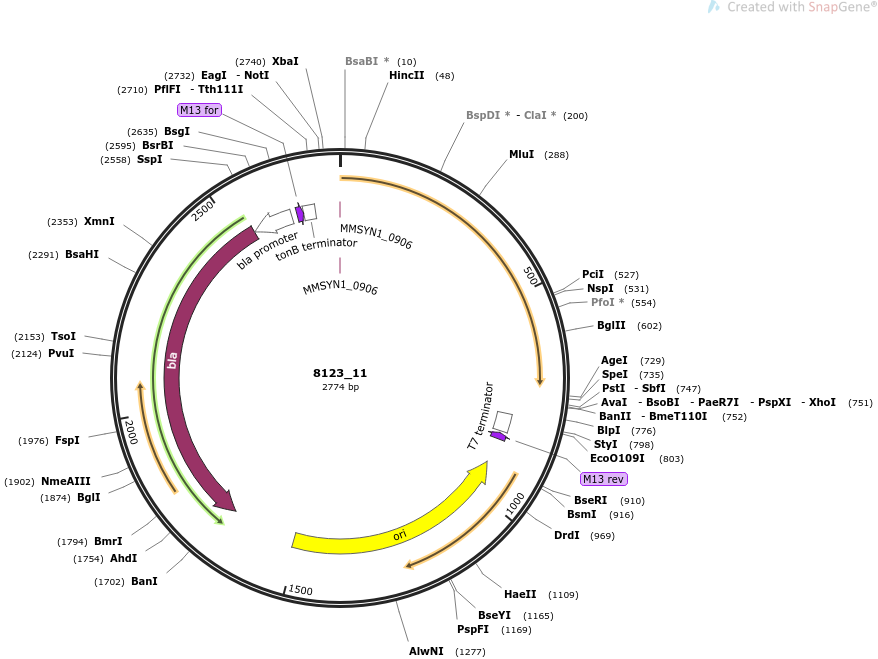 Created with SnapGene®
(2740) XbaI
(2732) EagI - NotI
(2710) PflFI - Tth111I
M13 for
(2635) BsgI
(2595) BsrBI
(2558) SspI
(2353) XmnI
(2291) BsaHI
(2153) TsoI
(2124) PvuI
(1976) FspI
(1902) NmeAIII
(1874) BglI
(1794) BmrI
(1754) AhdI
(1702) BanI
BsaBI * (10)
HincII (48)
BspDI * - ClaI * (200)
MluI (288)
PciI (527)
NspI (531)
PfoI * (554)
BglII (602)
AgeI (729)
SpeI (735)
PstI - SbfI (747)
AvaI - BsoBI - PaeR7I - PspXI - XhoI (751)
BanII - BmeT110I (752)
BlpI (776)
StyI (798)
EcoO109I (803)
M13 rev
BseRI (910)
BsmI (916)
DrdI (969)
HaeII (1109)
BseYI (1165)
PspFI (1169)
AlwNI (1277)
500
1000
1500
2000
2500
MMSYN1_0906
MMSYN1_0906
bla promoter
tonB terminator
bla
T7 terminator
ori
8123_11
2774 bp